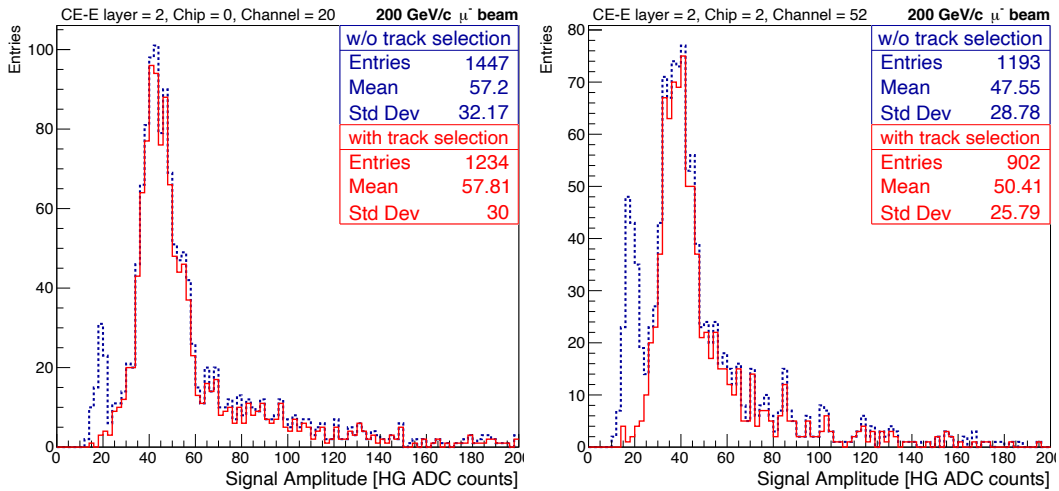 CE-E layer = 2, Chip = 0, Channel = 20
200 GeV/c μ⁻ beam
Entries
100
80
60
40
20
0
w/o track selection
Entries 1447
Mean 57.2
Std Dev 32.17
with track selection
Entries 1234
Mean 57.81
Std Dev 30
0 20 40 60 80 100 120 140 160 180 200
Signal Amplitude [HG ADC counts]
CE-E layer = 2, Chip = 2, Channel = 52
200 GeV/c μ⁻ beam
Entries
80
70
60
50
40
30
20
10
0
w/o track selection
Entries 1193
Mean 47.55
Std Dev 28.78
with track selection
Entries 902
Mean 50.41
Std Dev 25.79
0 20 40 60 80 100 120 140 160 180 200
Signal Amplitude [HG ADC counts]